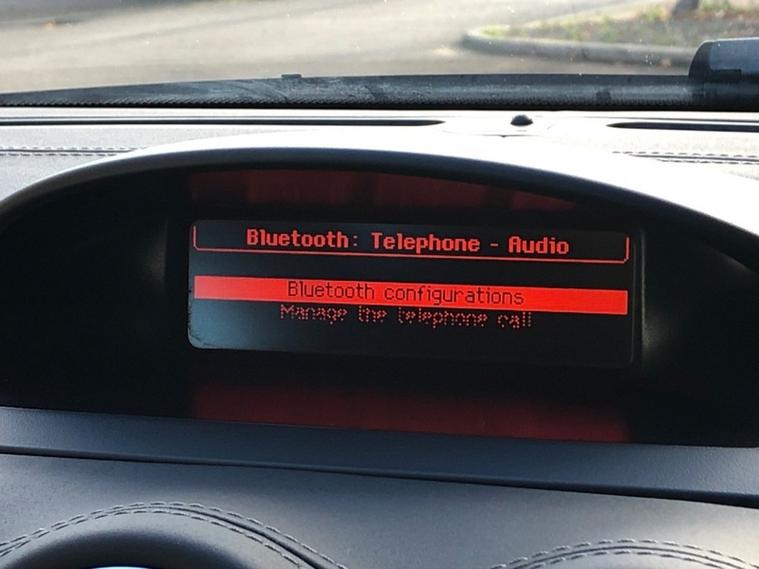 Bluetooth: Telephone - Audio
Bluetooth configurations
Manage the telephone call